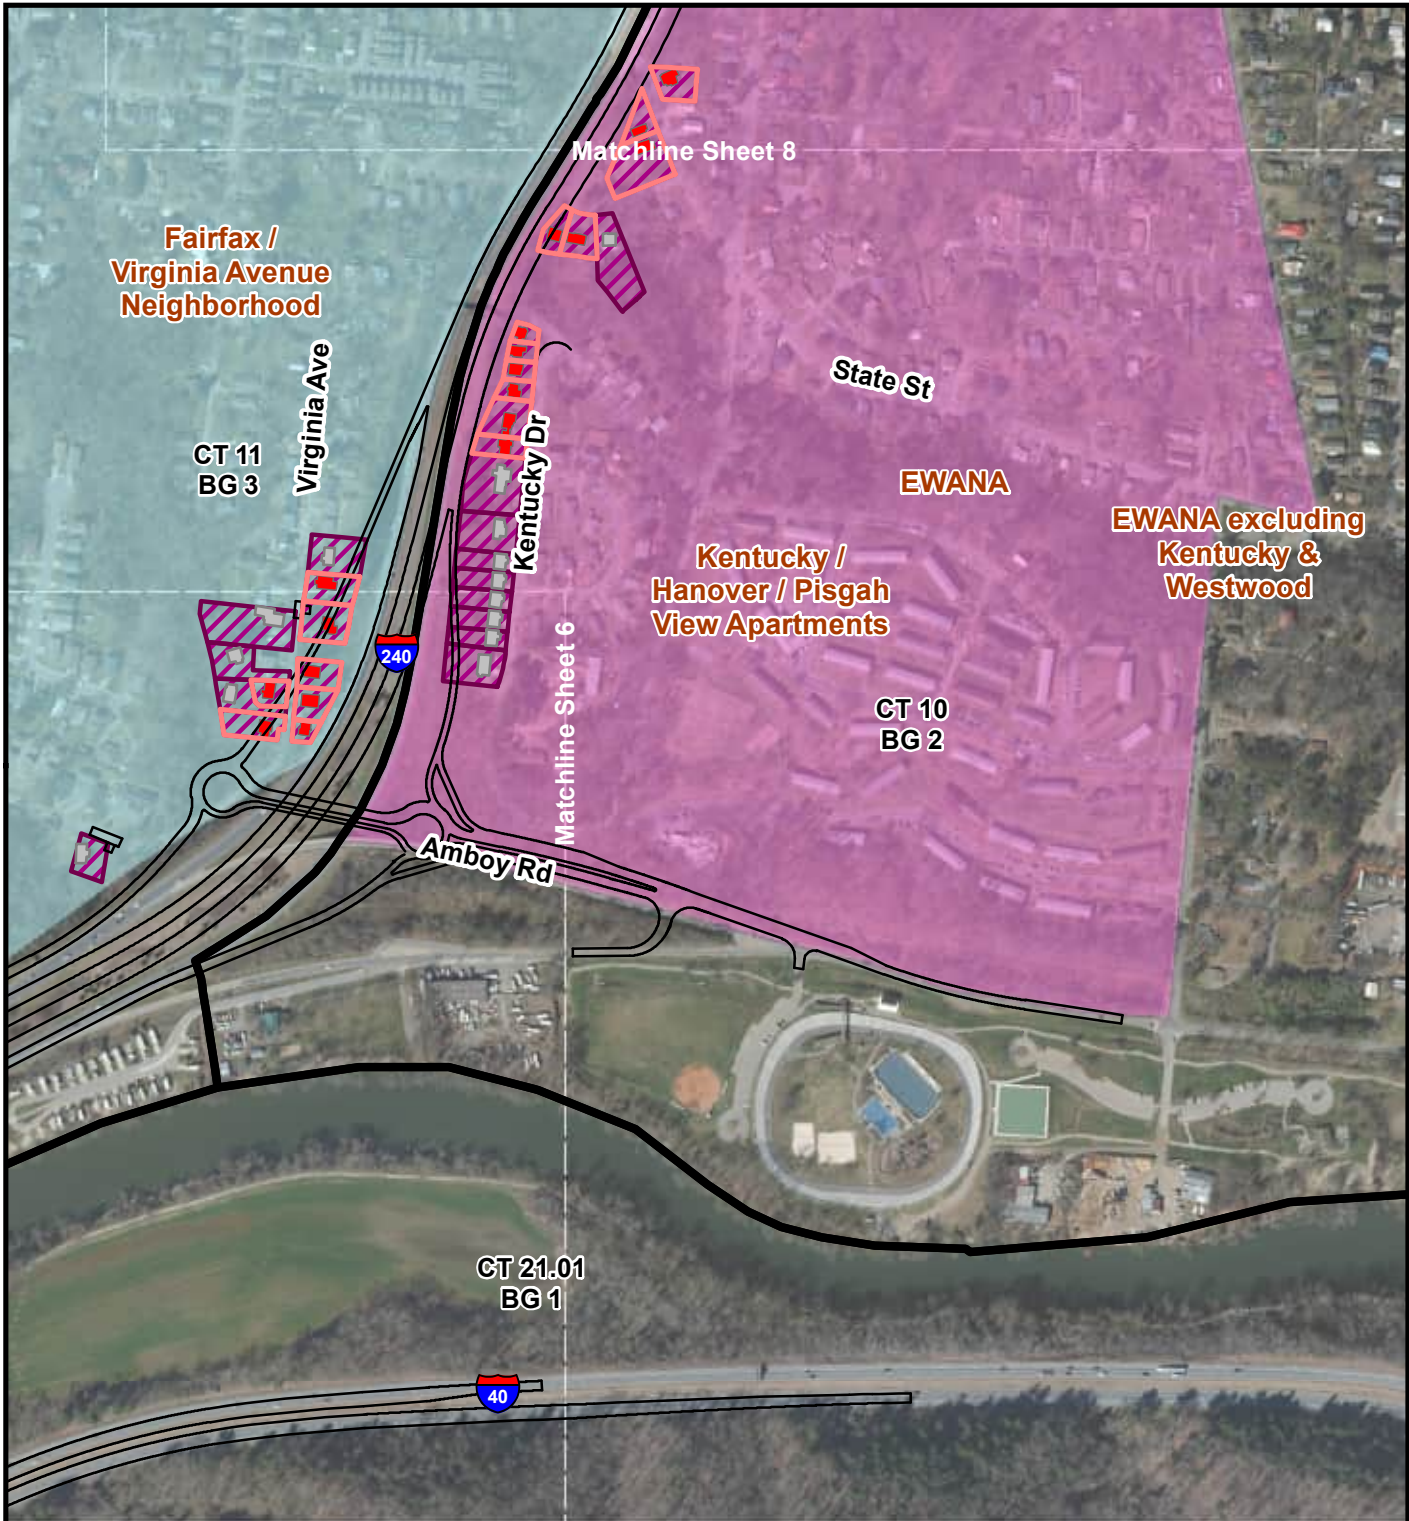 Matchline Sheet 8
Fairfax /
Virginia Avenue
Neighborhood
Virginia Ave
State St
CT 11
BG 3
Kentucky Dr
EWANA
EWANA excluding
Kentucky &
Westwood
Kentucky /
Hanover / Pisgah
View Apartments
240
Matchline Sheet 6
CT 10
BG 2
Amboy Rd
CT 21.01
BG 1
40